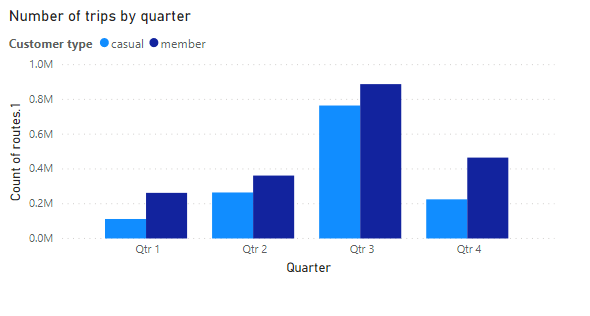 Number of trips by quarter
Customer type casual member
Count of routes.1
1.0M
0.8M
0.6M
0.4M
0.2M
0.0M
Qtr 1 Qtr 2 Qtr 3 Qtr 4
Quarter